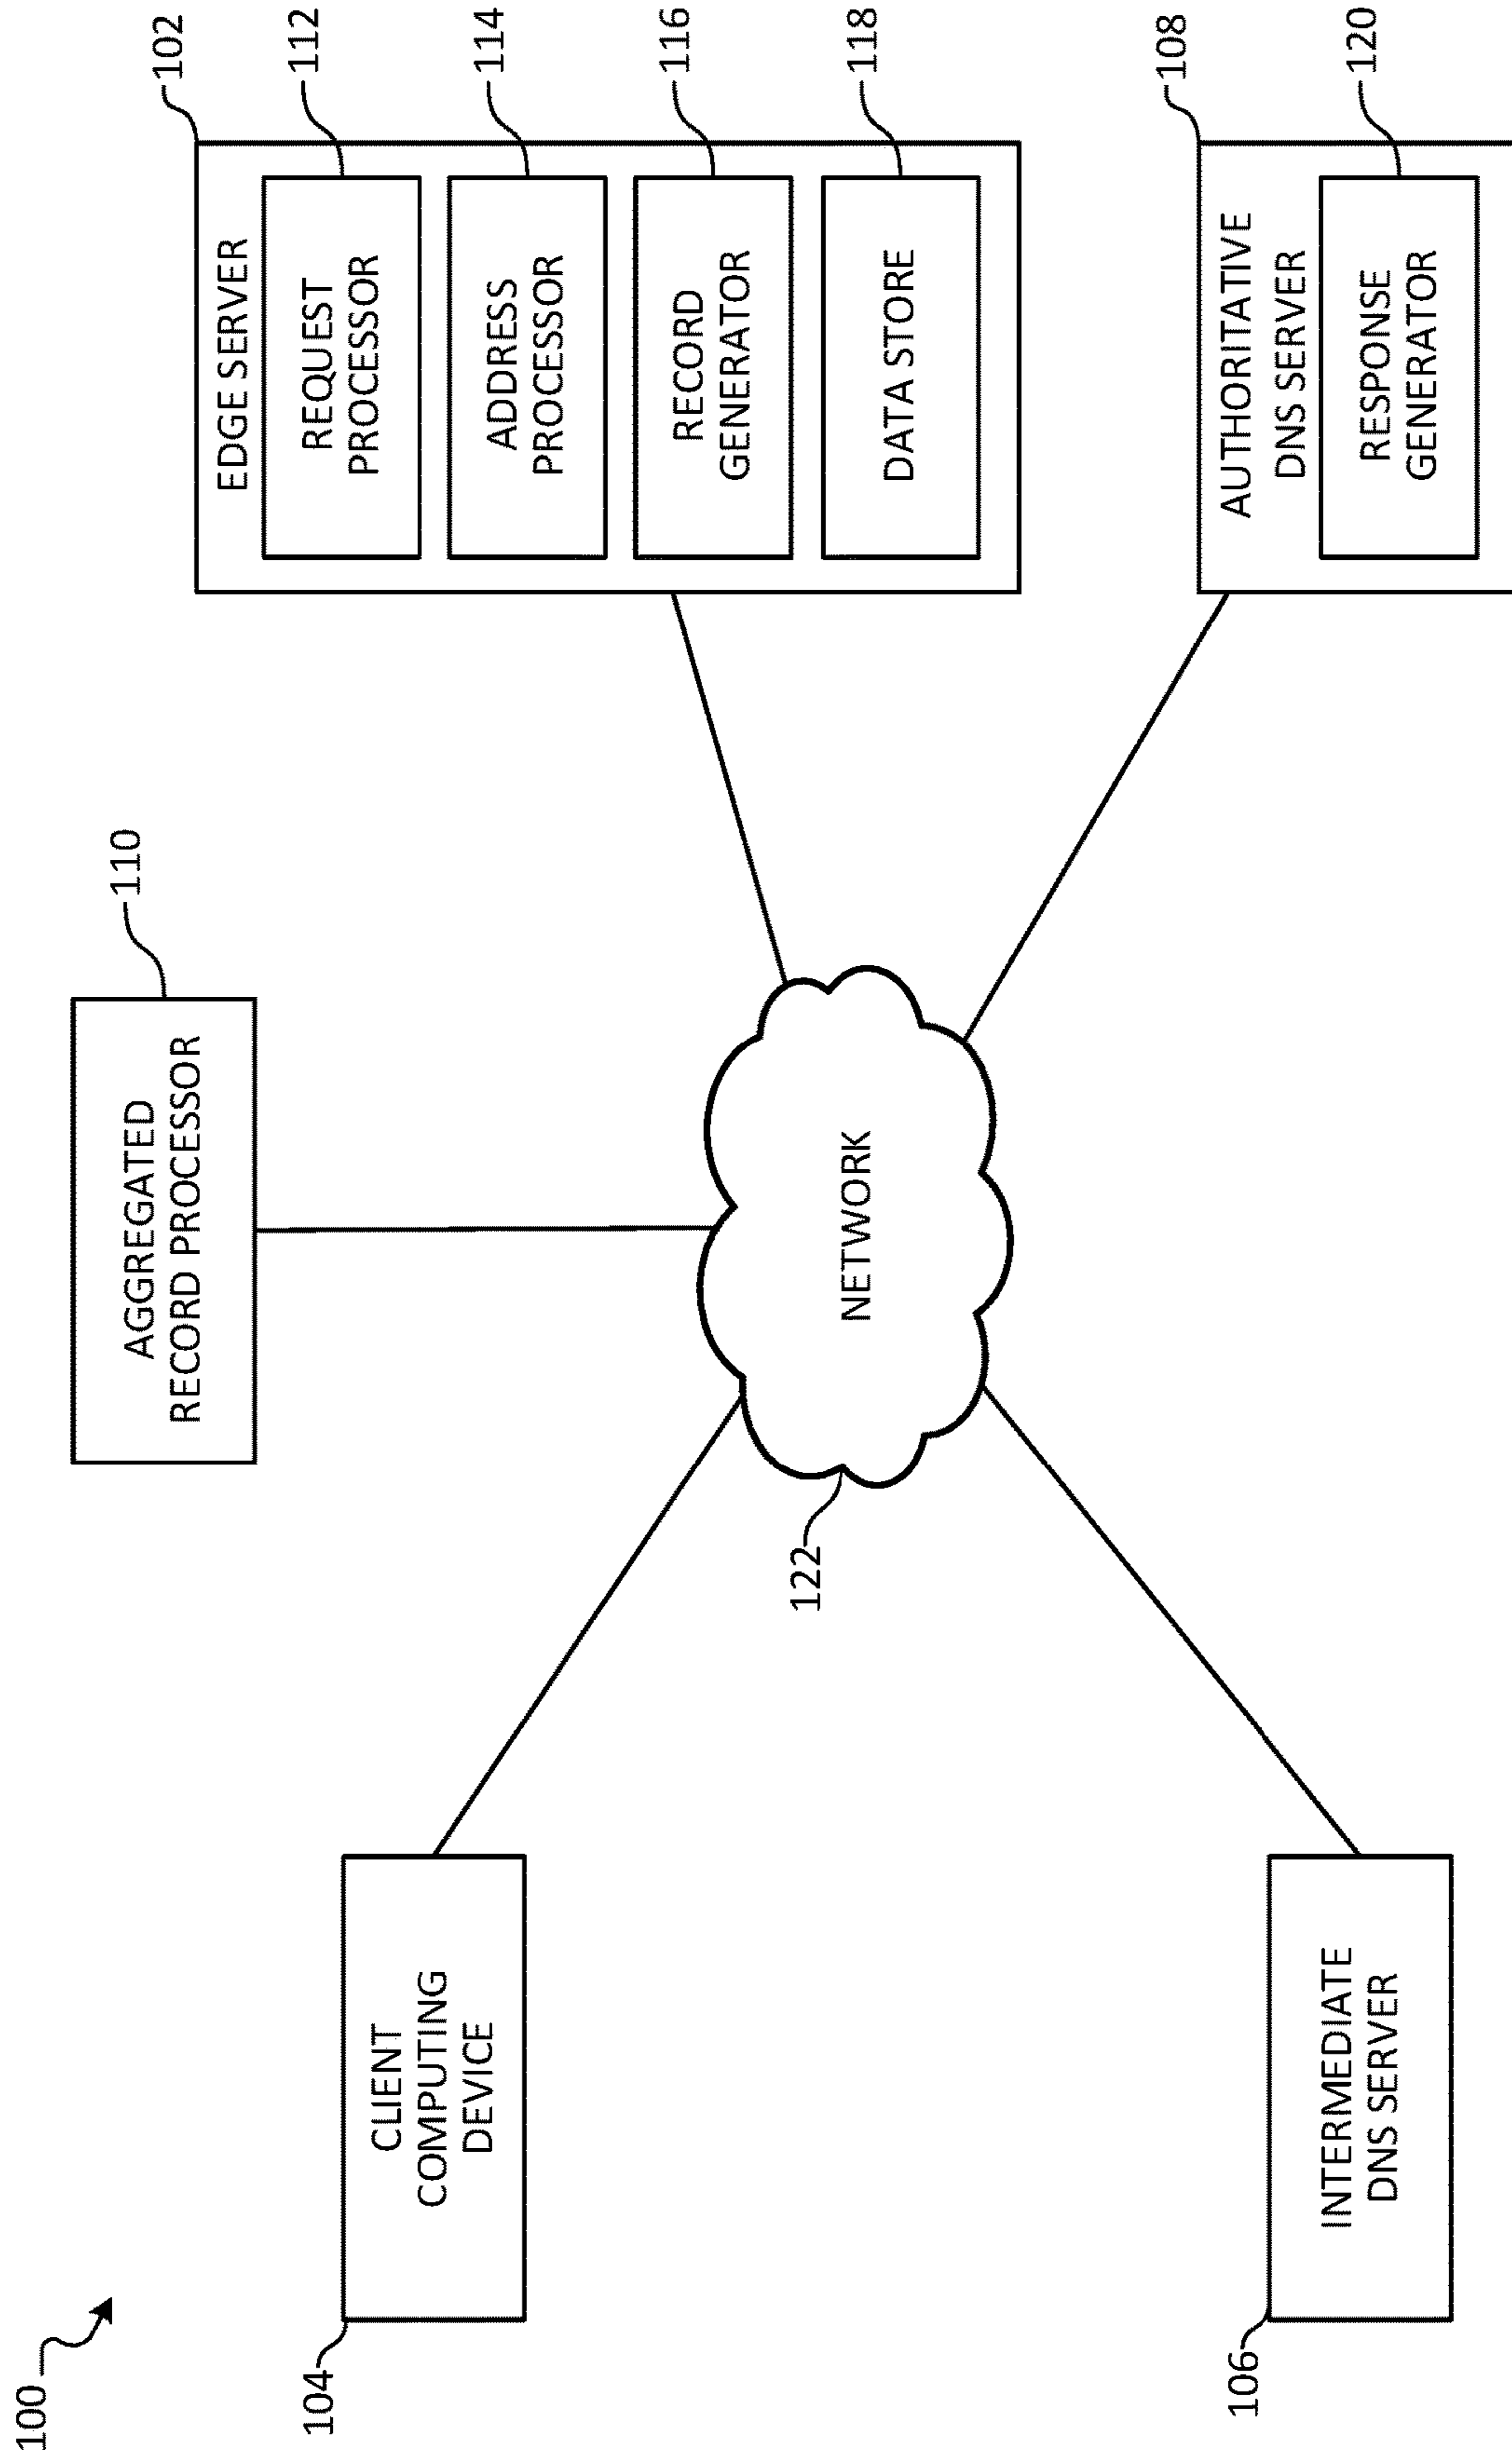 100
AGGREGATED
RECORD PROCESSOR
110
102
EDGE SERVER
REQUEST
PROCESSOR
112
ADDRESS
PROCESSOR
114
RECORD
GENERATOR
116
DATA STORE
118
104
CLIENT
COMPUTING
DEVICE
NETWORK
122
106
INTERMEDIATE
DNS SERVER
108
AUTHORITATIVE
DNS SERVER
RESPONSE
GENERATOR
120